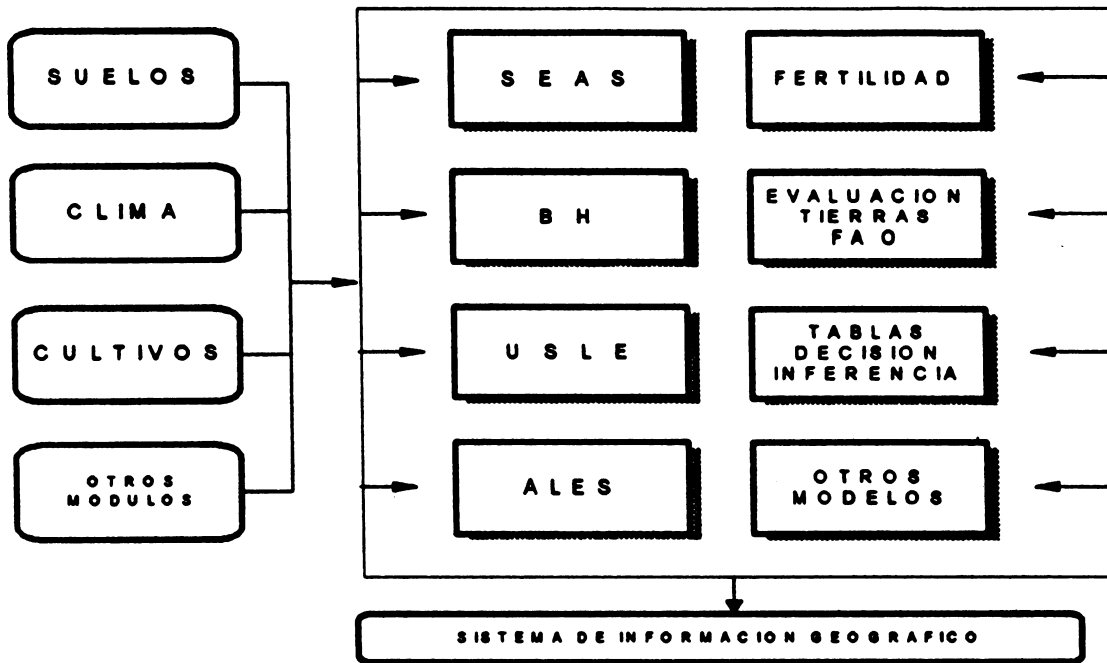 SUELOS
CLIMA
CULTIVOS
OTROS
MODULOS
SEAS
FERTILIDAD
BH
EVALUACION
TIERRAS
FAO
USLE
TABLAS
DECISION
INFERENCIA
ALES
OTROS
MODELOS
SISTEMA DE INFORMACION GEOGRAFICO